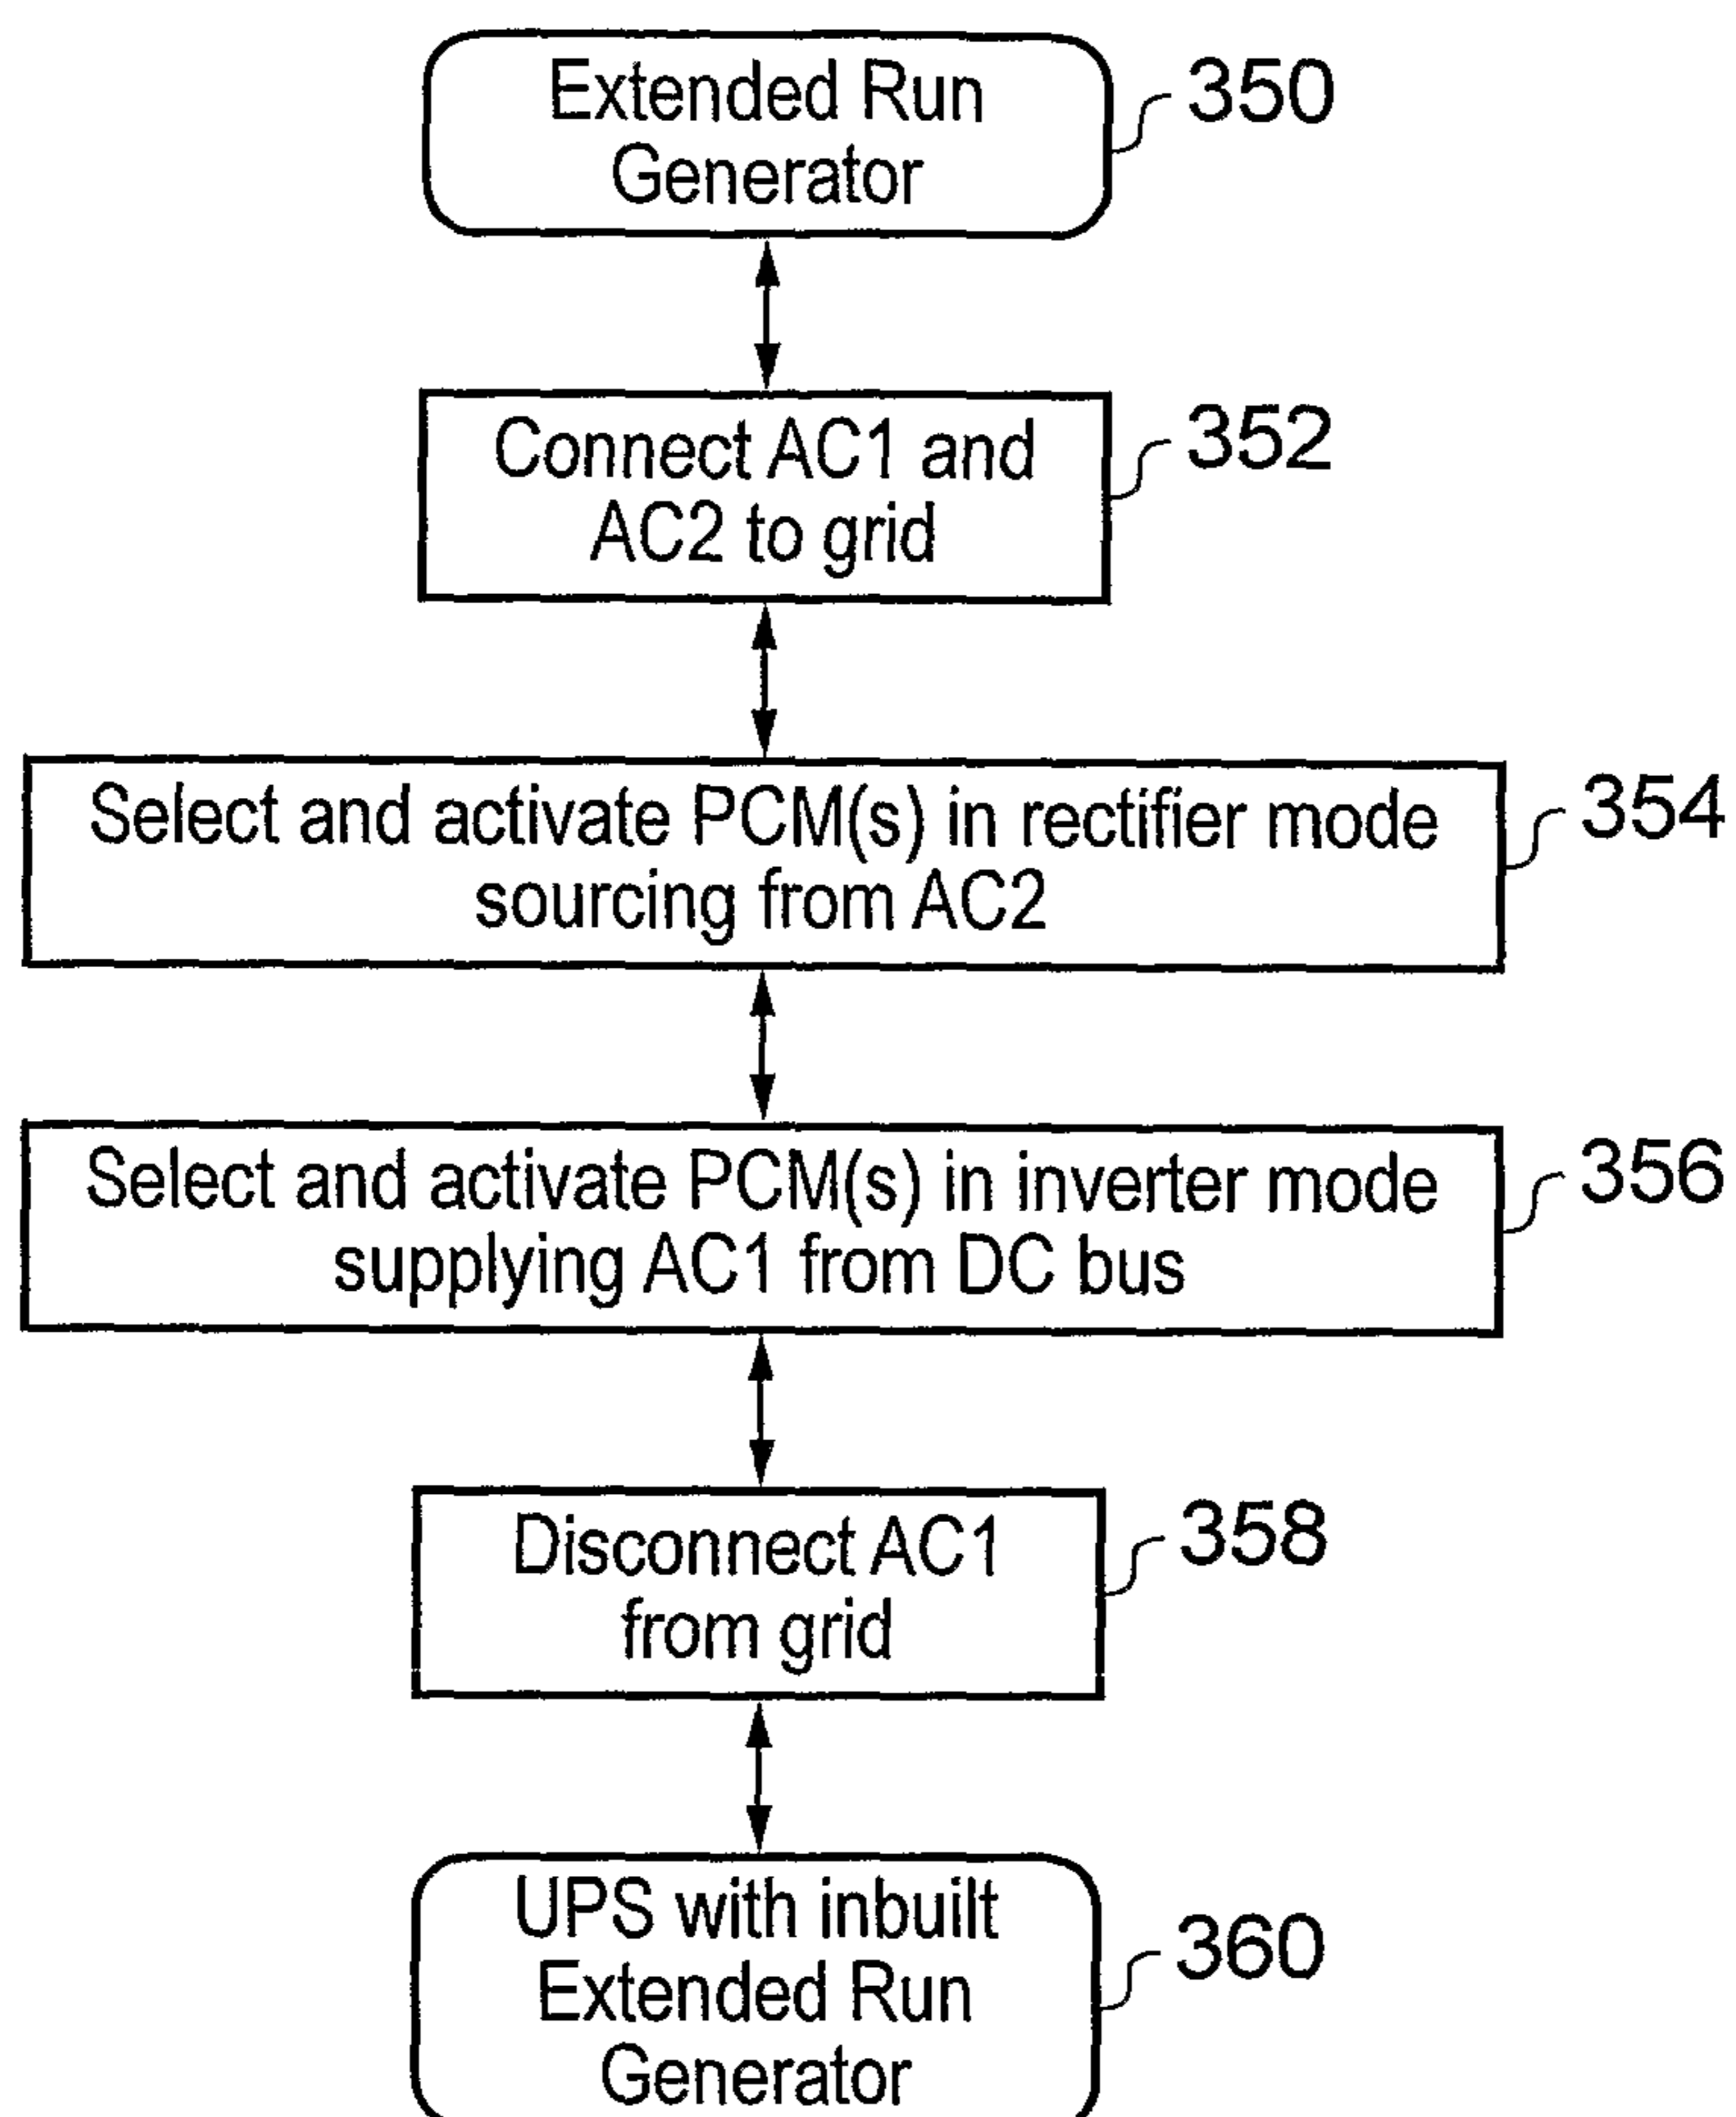 Extended Run
Generator
350
Connect AC1 and
AC2 to grid
352
Select and activate PCM(s) in rectifier mode
sourcing from AC2
354
Select and activate PCM(s) in inverter mode
supplying AC1 from DC bus
356
Disconnect AC1
from grid
358
UPS with inbuilt
Extended Run
Generator
360